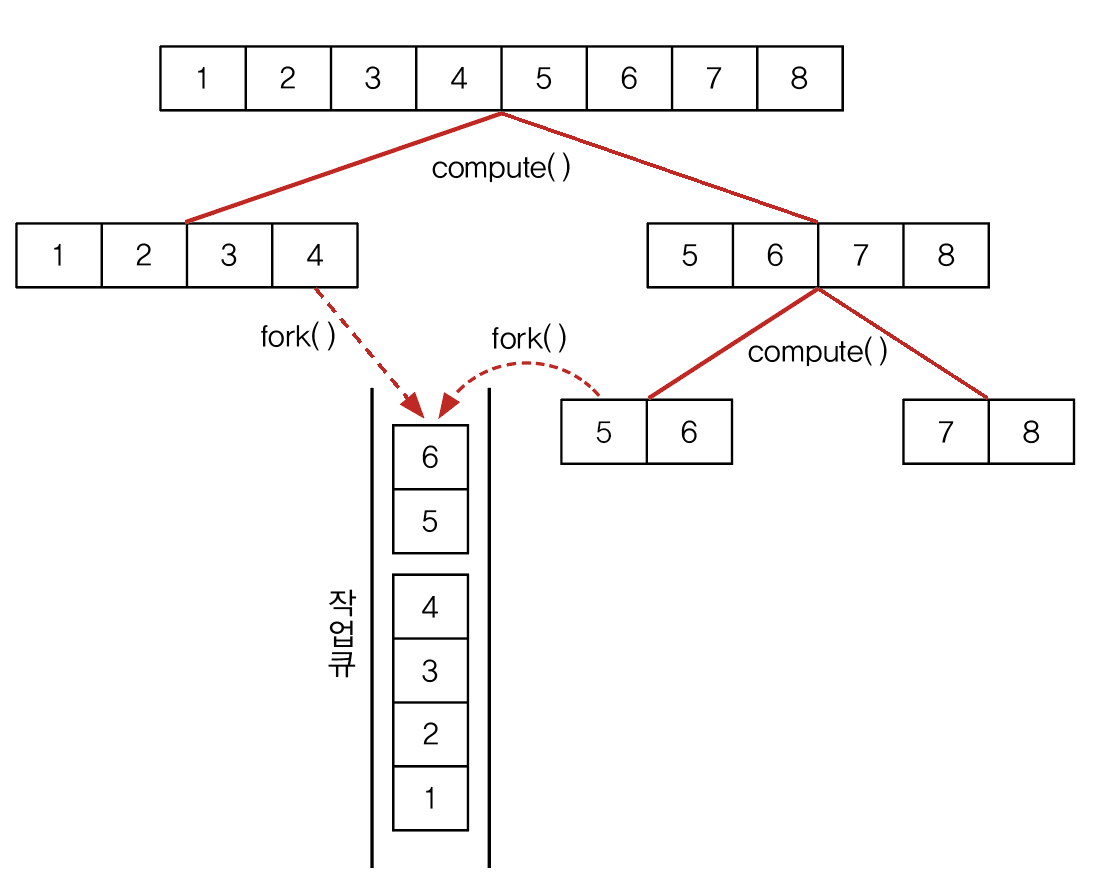 1 2 3 4 5 6 7 8
compute( )
1 2 3 4
5 6 7 8
fork( )
fork( )
compute( )
5 6
7 8
6
5
4
3
2
1
작업큐